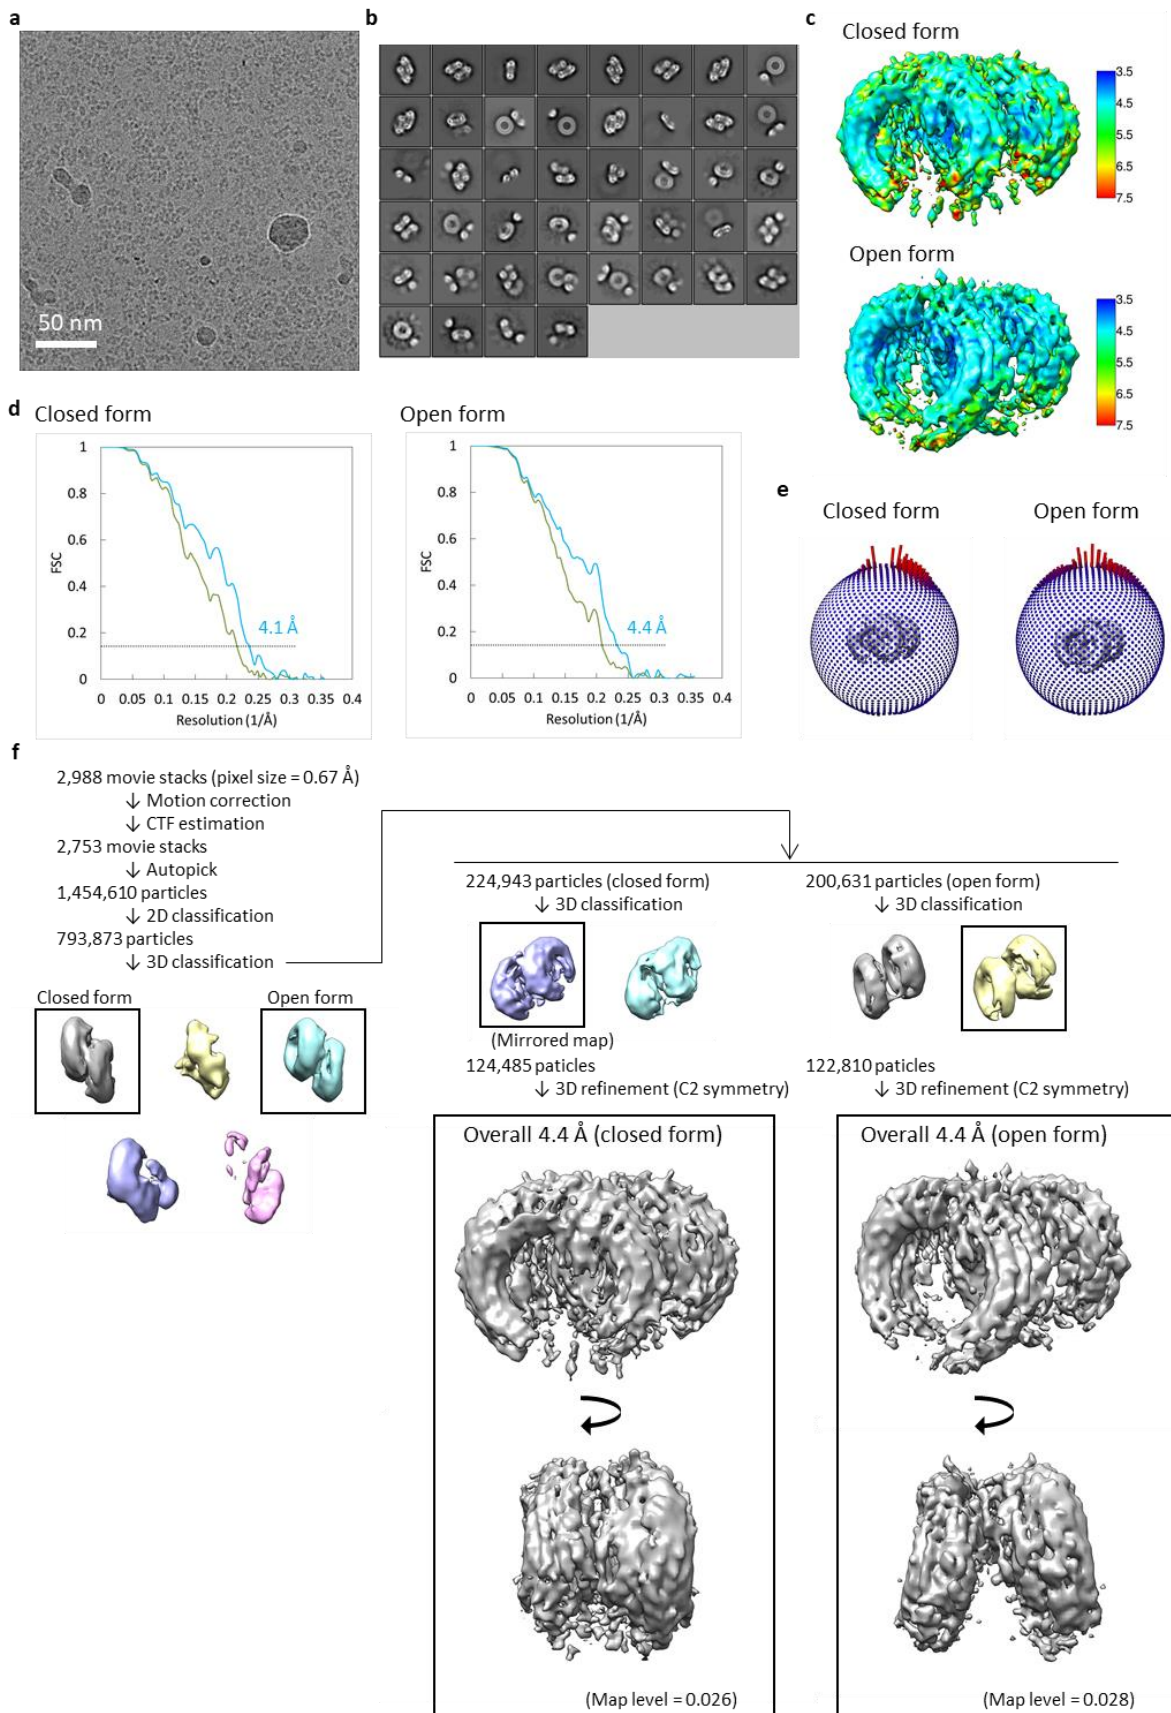 a
50 nm
b
c
Closed form
3.5
4.5
5.5
6.5
7.5
Open form
3.5
4.5
5.5
6.5
7.5
d Closed form
1
0.8
0.6
0.4
0.2
0
FSC
4.1 Å
0 0.05 0.1 0.15 0.2 0.25 0.3 0.35 0.4
Resolution (1/Å)
Open form
1
0.8
0.6
0.4
0.2
0
FSC
4.4 Å
0 0.05 0.1 0.15 0.2 0.25 0.3 0.35 0.4
Resolution (1/Å)
e
Closed form
Open form
f
2,988 movie stacks (pixel size = 0.67 Å)
↓ Motion correction
↓ CTF estimation
2,753 movie stacks
↓ Autopick
1,454,610 particles
↓ 2D classification
793,873 particles
↓ 3D classification
Closed form
Open form
224,943 particles (closed form)
↓ 3D classification
(Mirrored map)
124,485 paticles
↓ 3D refinement (C2 symmetry)
Overall 4.4 Å (closed form)
(Map level = 0.026)
200,631 particles (open form)
↓ 3D classification
122,810 paticles
↓ 3D refinement (C2 symmetry)
Overall 4.4 Å (open form)
(Map level = 0.028)